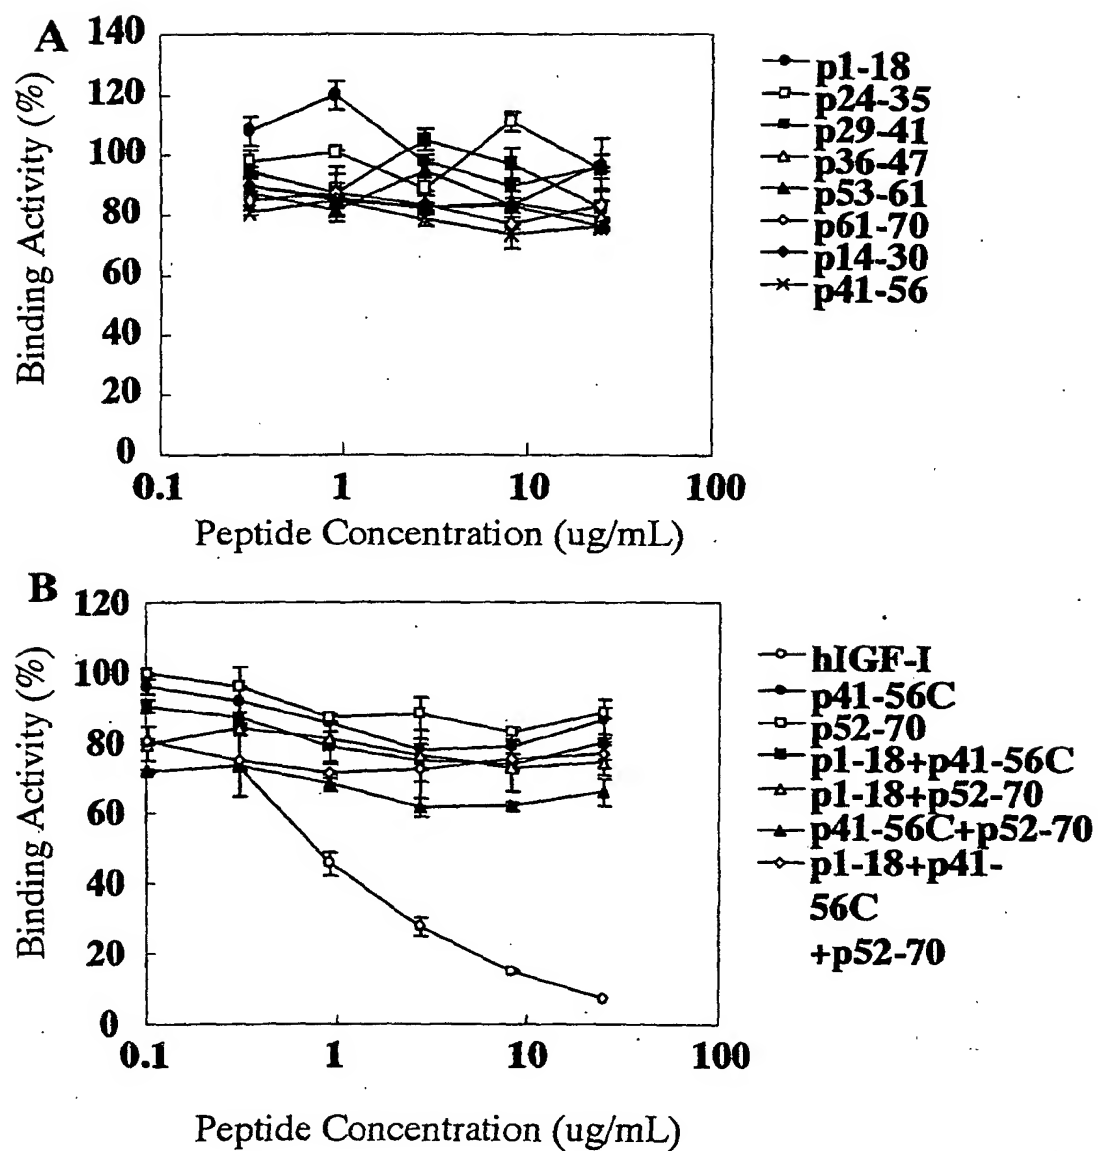 A
140
120
100
80
60
40
20
0
Binding Activity (%)
0.1 1 10 100
Peptide Concentration (ug/mL)
p1-18
p24-35
p29-41
p36-47
p53-61
p61-70
p14-30
p41-56
B
120
100
80
60
40
20
0
Binding Activity (%)
0.1 1 10 100
Peptide Concentration (ug/mL)
hIGF-I
p41-56C
p52-70
p1-18+p41-56C
p1-18+p52-70
p41-56C+p52-70
p1-18+p41-
56C
+p52-70